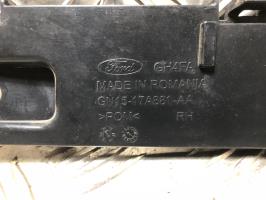 Ford GH4FA
MADE IN ROMANIA
GN15-17A881-AA
>POM< RH